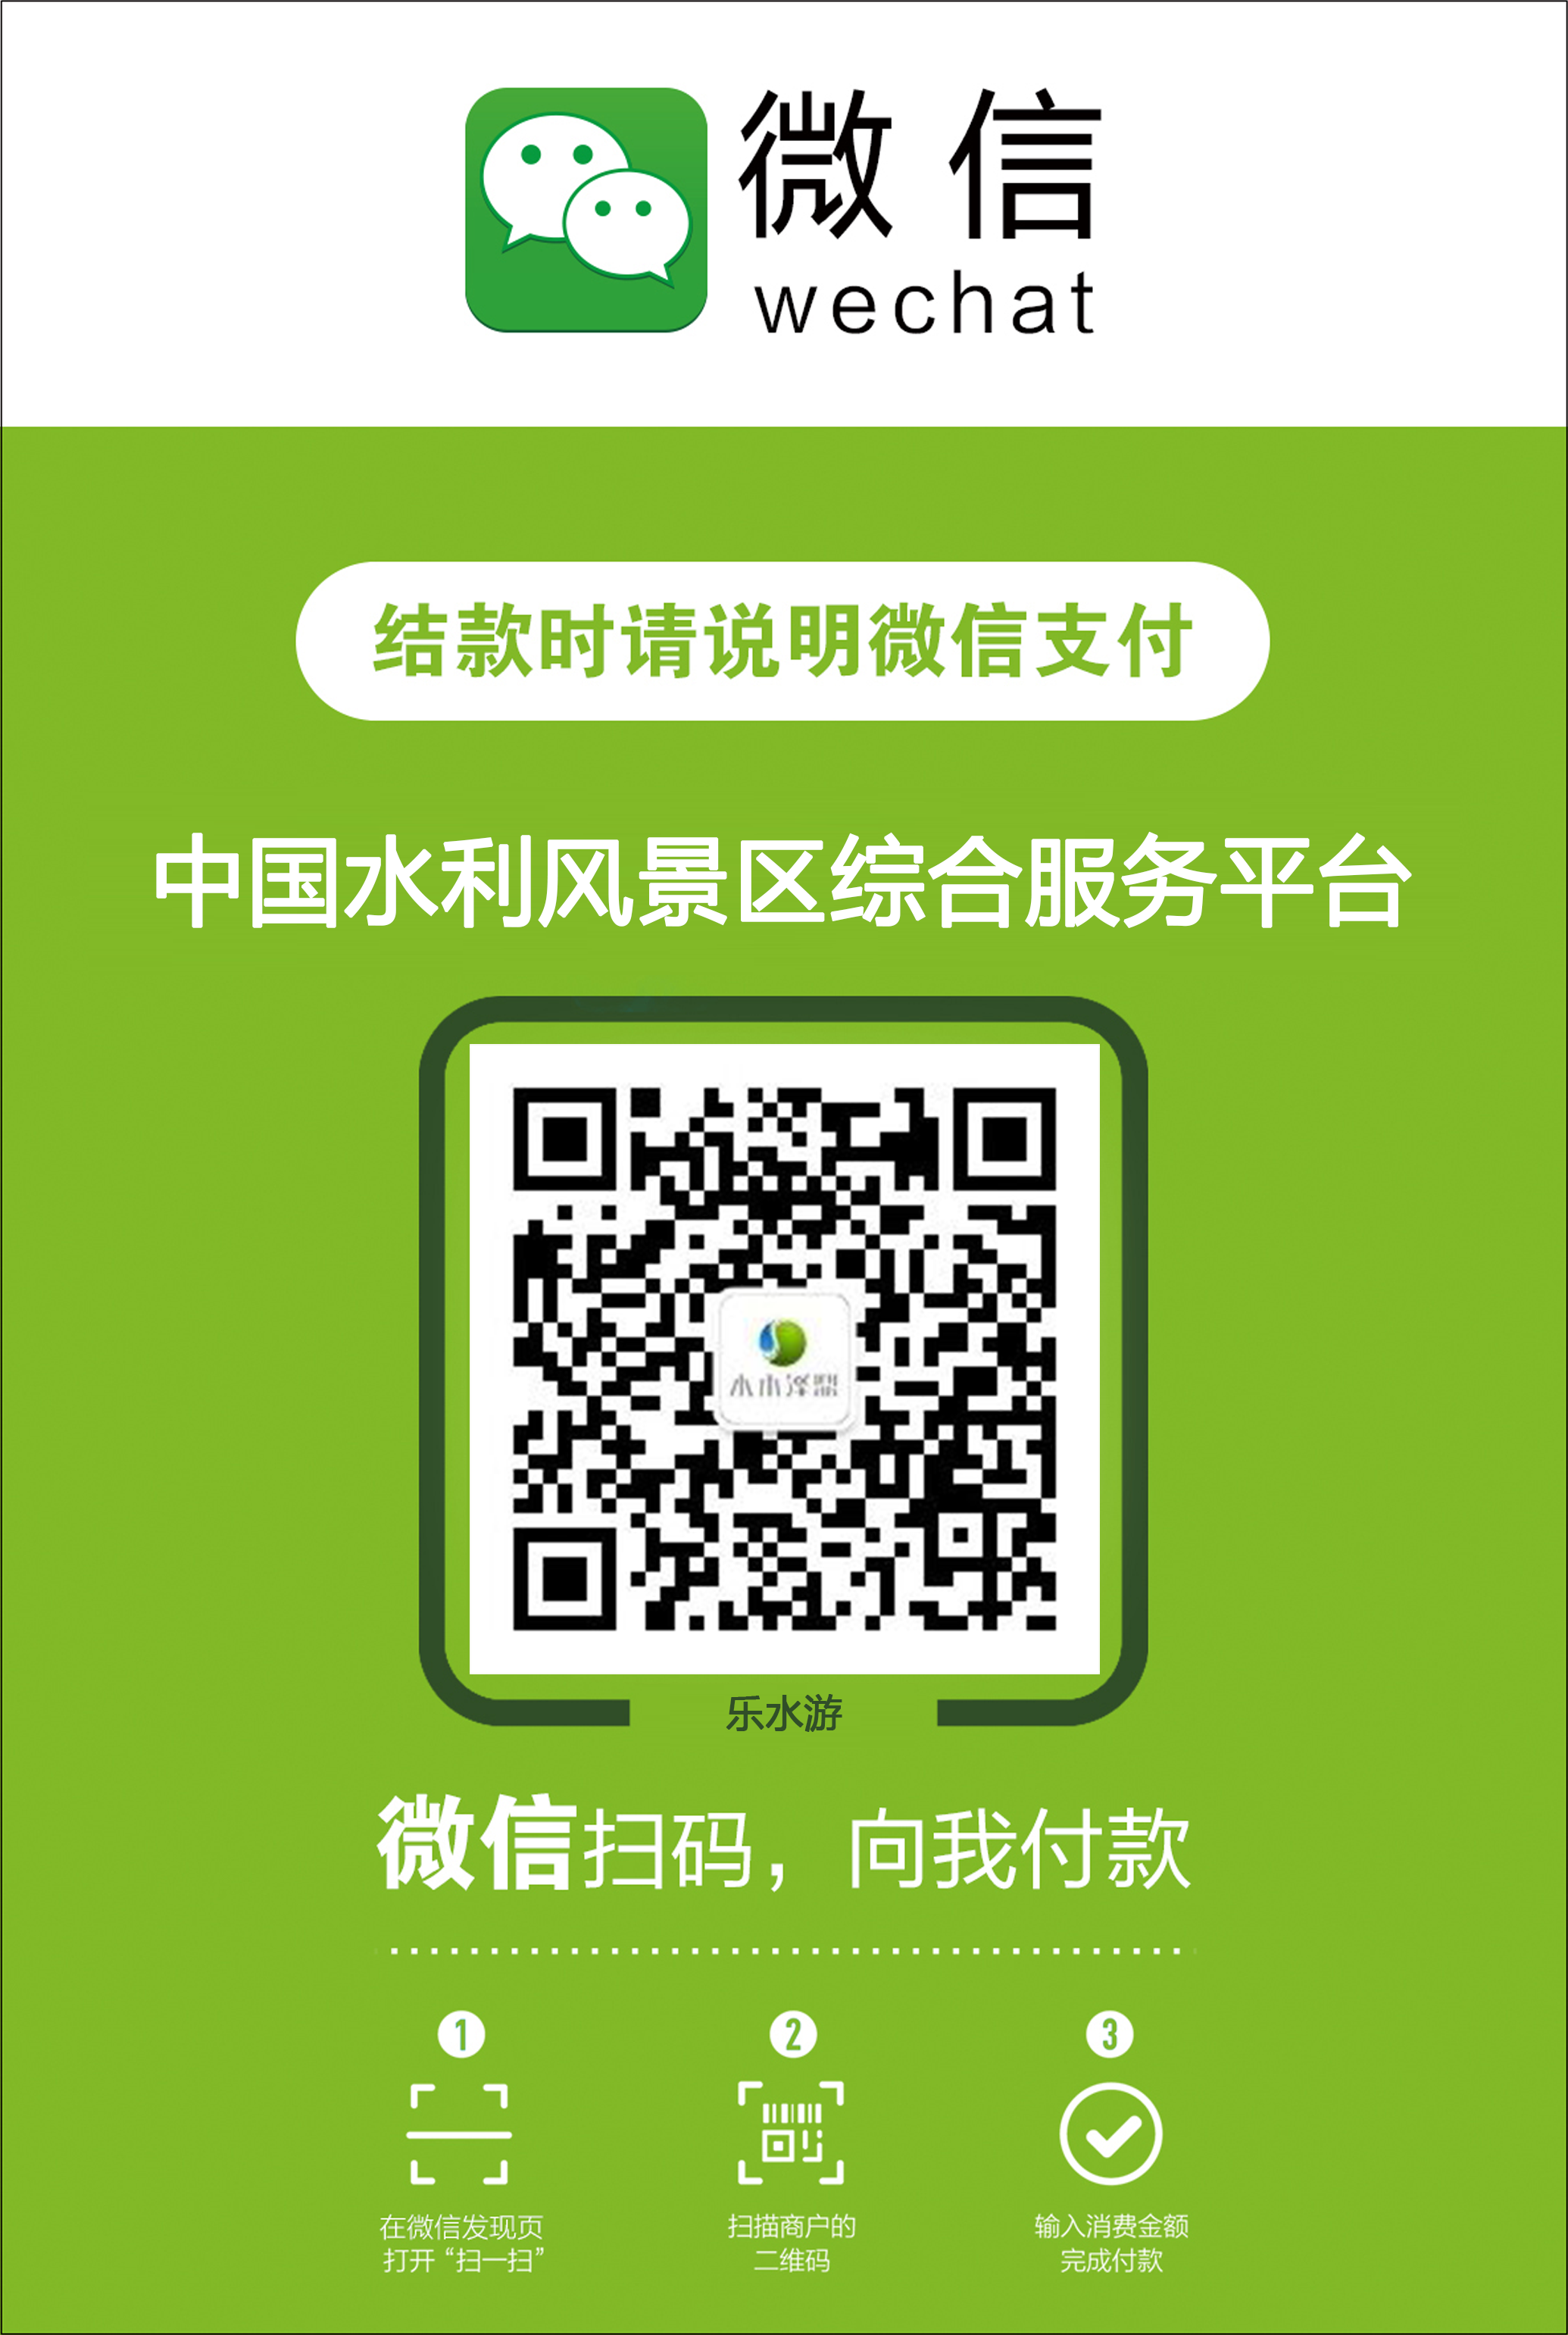 微信
wechat
结款时请说明微信支付
中国水利风景区综合服务平台
乐水游
微信扫码，向我付款
1
2
3
在微信发现页
打开“扫一扫”
扫描商户的
二维码
输入消费金额
完成付款